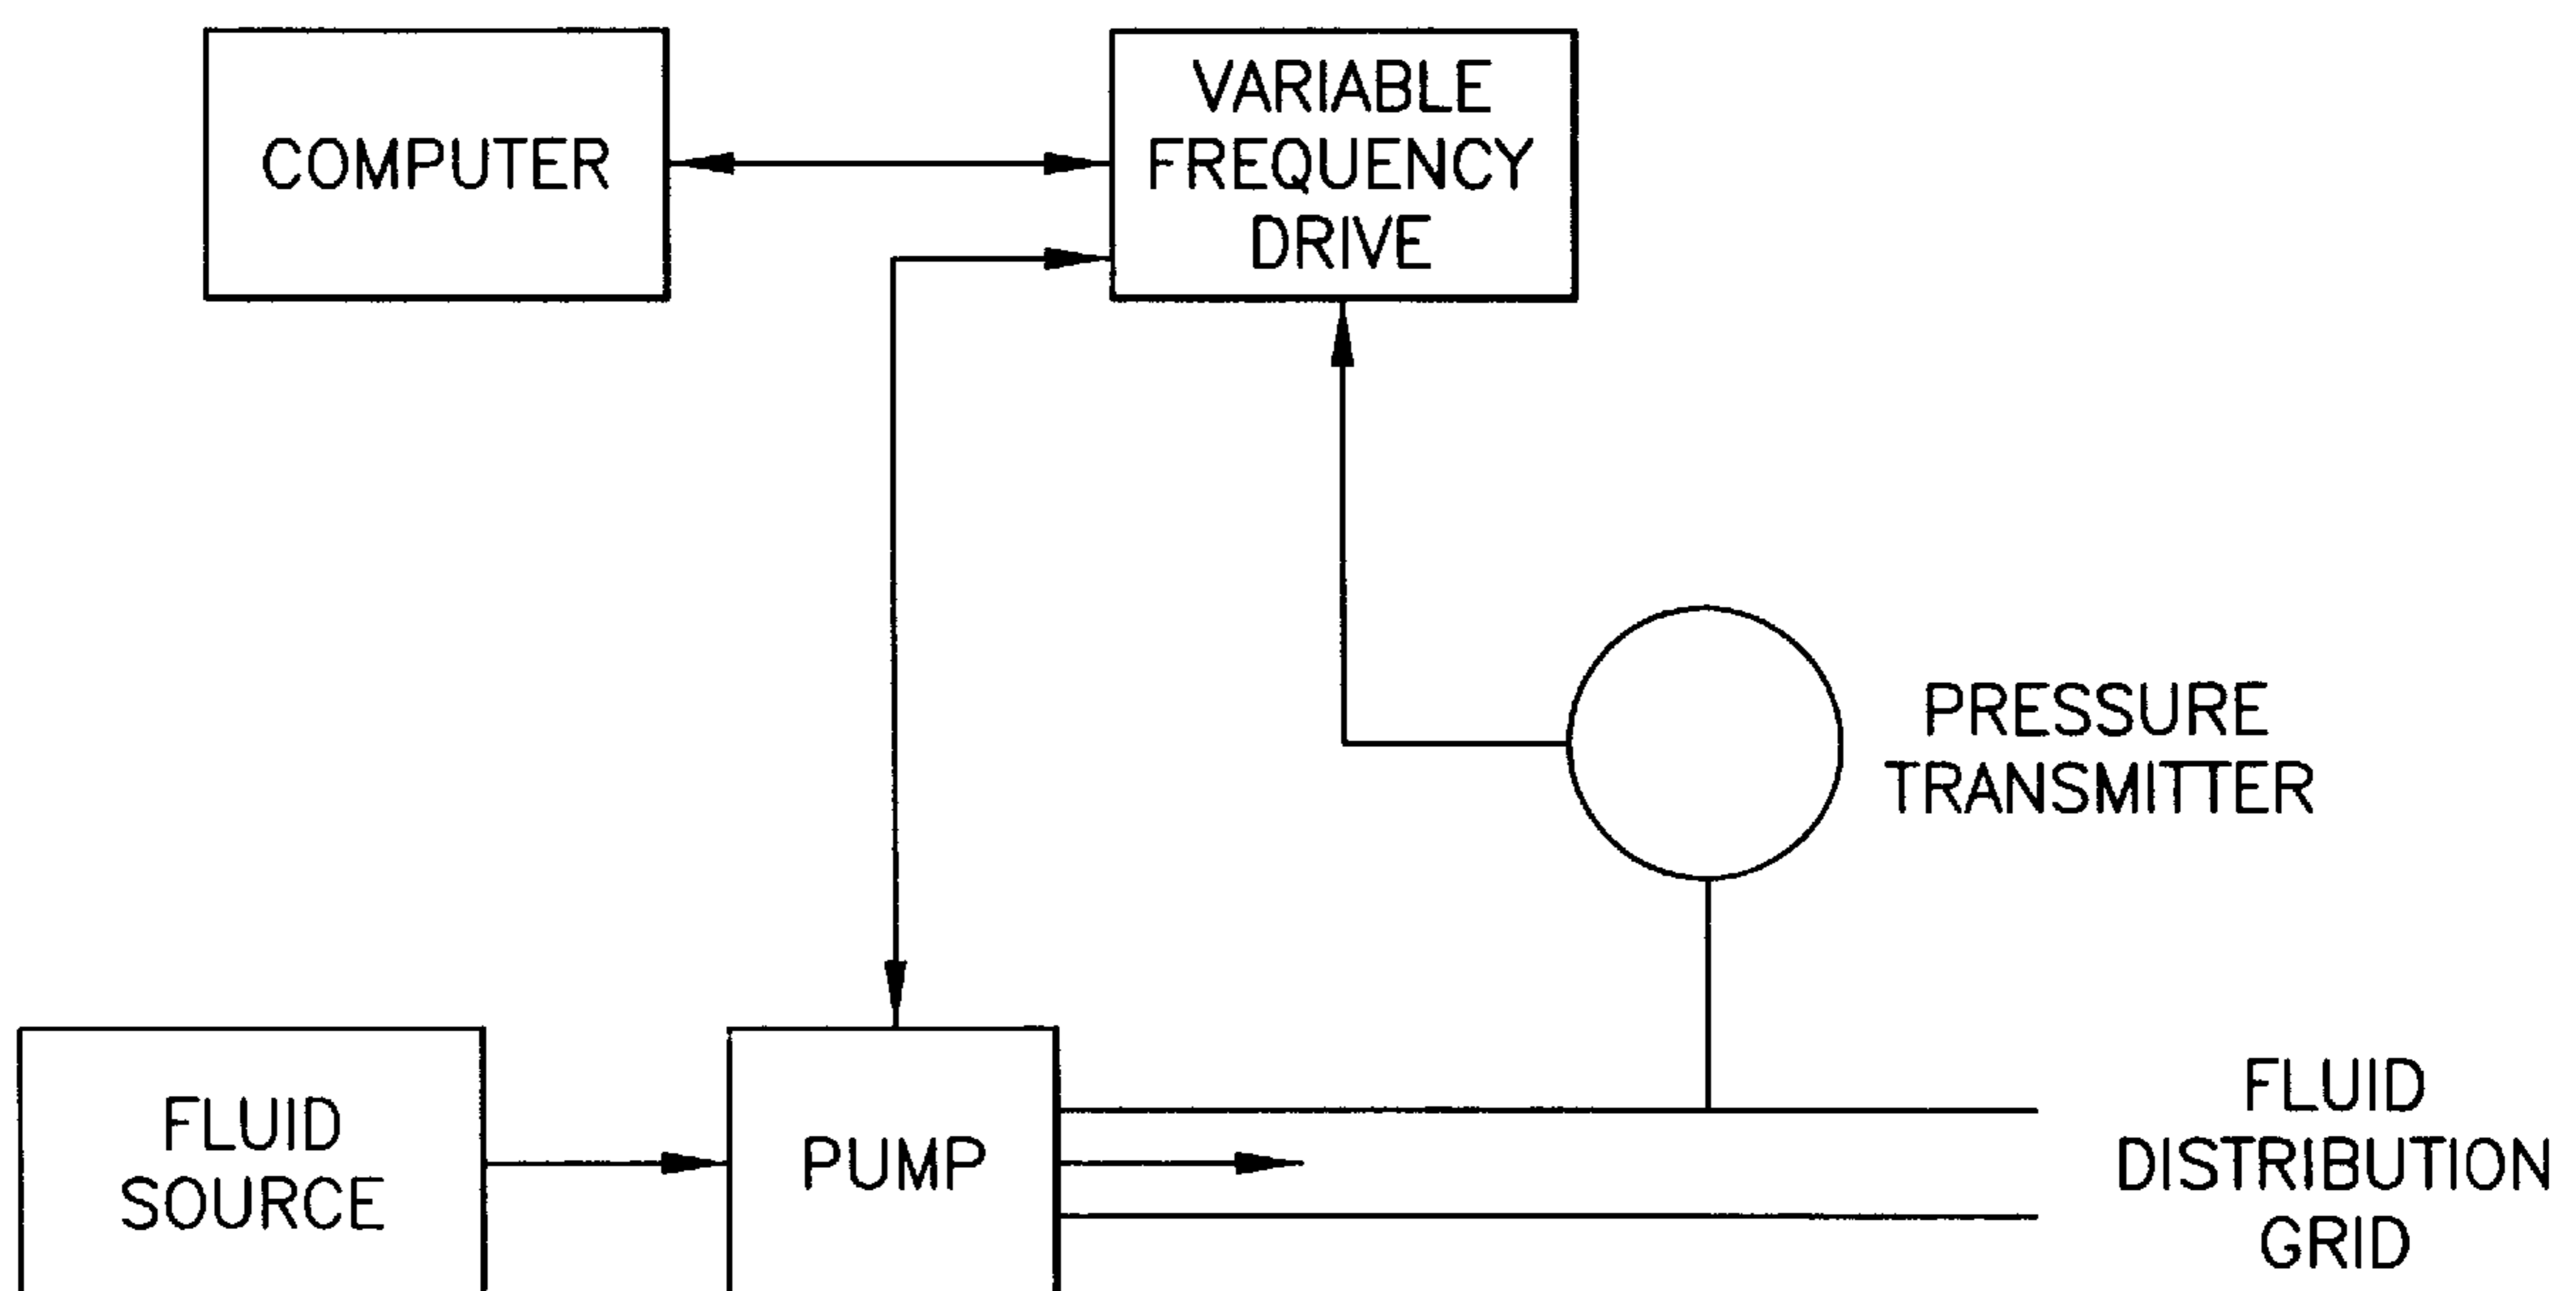 COMPUTER
VARIABLE
FREQUENCY
DRIVE
PRESSURE
TRANSMITTER
FLUID
SOURCE
PUMP
FLUID
DISTRIBUTION
GRID